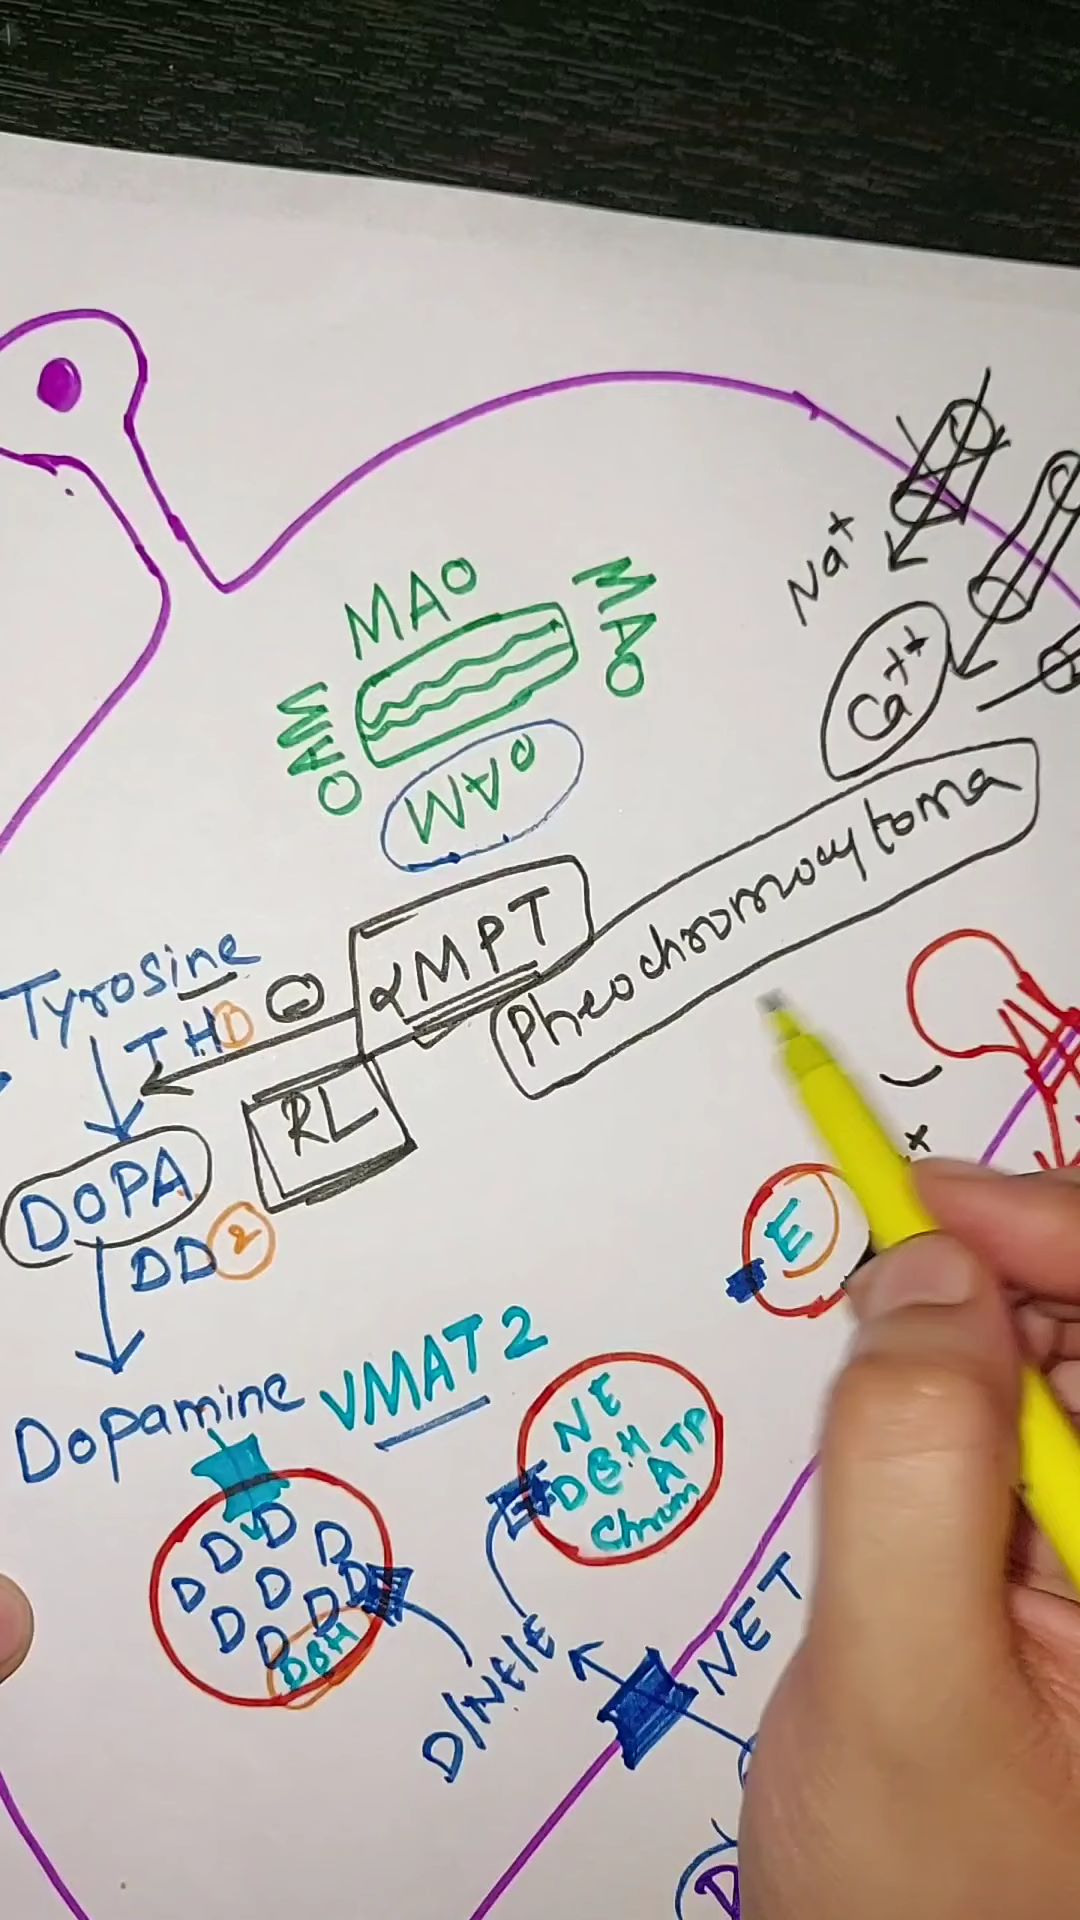 MAO
MAO
MAO
MAO
Na+
Ca++
Pheochromocytoma
αMPT
Tyrosine
TH
RL
DOPA
DD
2
E
Dopamine
VMAT2
NE
DBH
ATP
Chrom
D D D D D D D D D
DBH
D/NE/E
NET
D